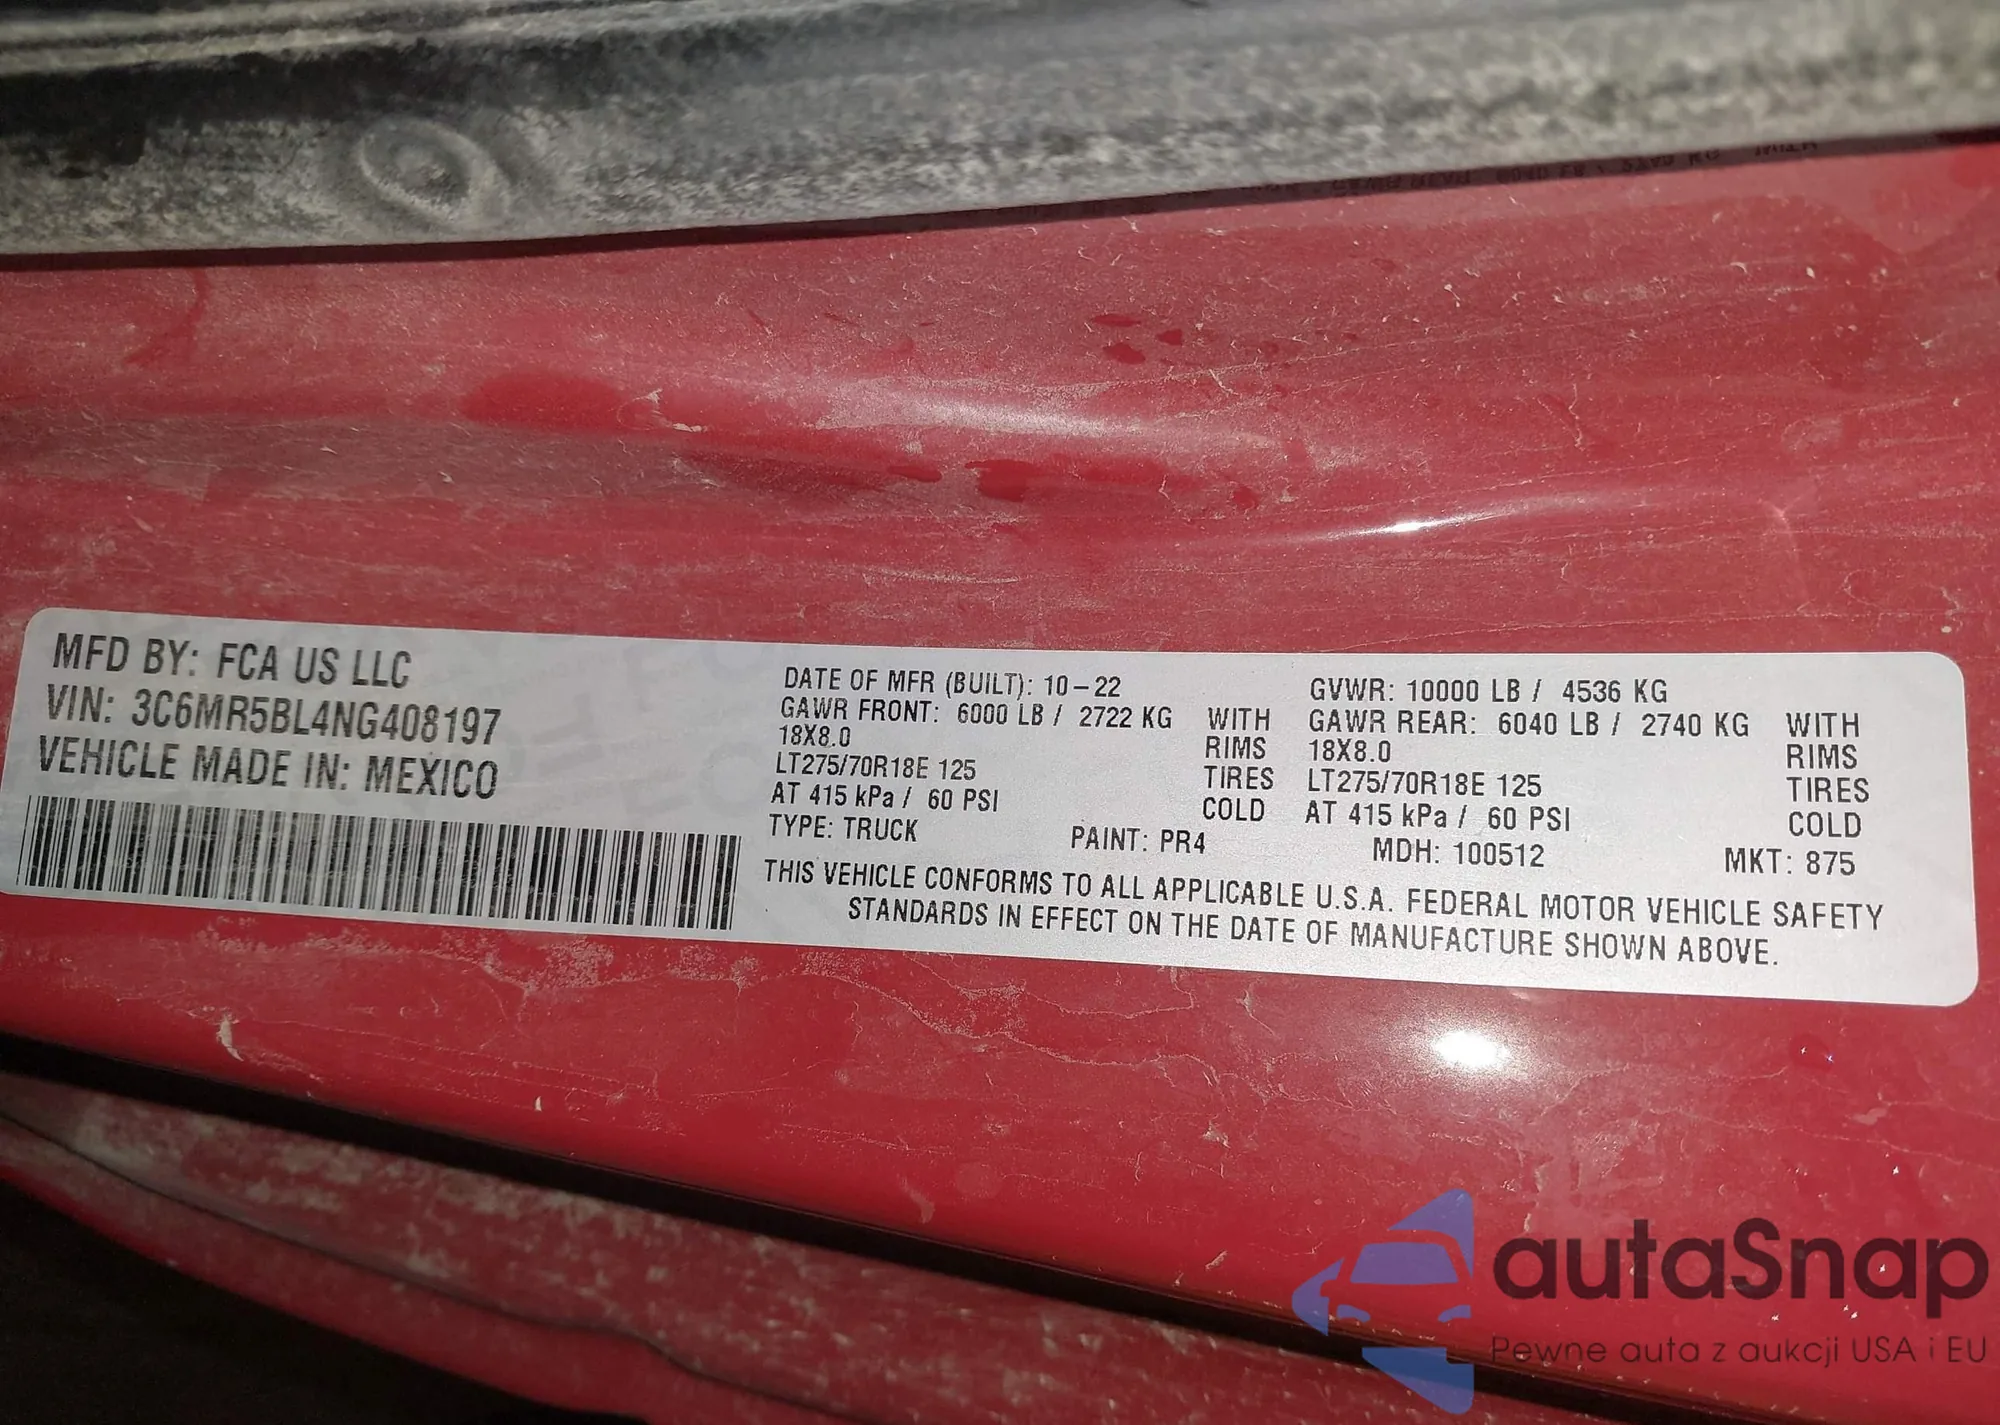 MFD BY: FCA US LLC
VIN: 3C6MR5BL4NG408197
VEHICLE MADE IN: MEXICO
DATE OF MFR (BUILT): 10-22 GVWR: 10000 LB / 4536 KG
GAWR FRONT: 6000 LB / 2722 KG WITH GAWR REAR: 6040 LB / 2740 KG WITH
18X8.0 RIMS 18X8.0 RIMS
LT275/70R18E 125 TIRES LT275/70R18E 125 TIRES
AT 415 kPa / 60 PSI COLD AT 415 kPa / 60 PSI COLD
TYPE: TRUCK PAINT: PR4 MDH: 100512 MKT: 875
THIS VEHICLE CONFORMS TO ALL APPLICABLE U.S.A. FEDERAL MOTOR VEHICLE SAFETY
STANDARDS IN EFFECT ON THE DATE OF MANUFACTURE SHOWN ABOVE.
autaSnap
Pewne auta z aukcji USA i EU